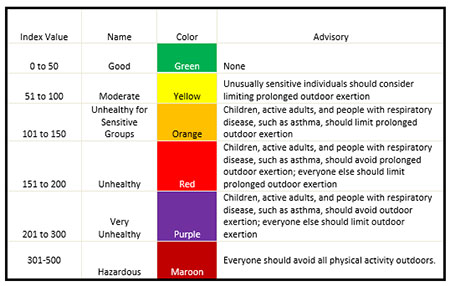 Index Value Name Color Advisory
0 to 50 Good Green None
Unusually sensitive individuals should consider
51 to 100 Moderate Yellow limiting prolonged outdoor exertion
Unhealthy for Children, active adults, and people with respiratory
Sensitive disease, such as asthma, should limit prolonged
101 to 150 Groups Orange outdoor exertion
Children, active adults, and people with respiratory
disease, such as asthma, should avoid prolonged
outdoor exertion; everyone else should limit
151 to 200 Unhealthy Red prolonged outdoor exertion
Children, active adults, and people with respiratory
disease, such as asthma, should avoid outdoor
Very exertion; everyone else should limit outdoor
201 to 300 Unhealthy Purple exertion
301-500 Everyone should avoid all physical activity outdoors.
Hazardous Maroon